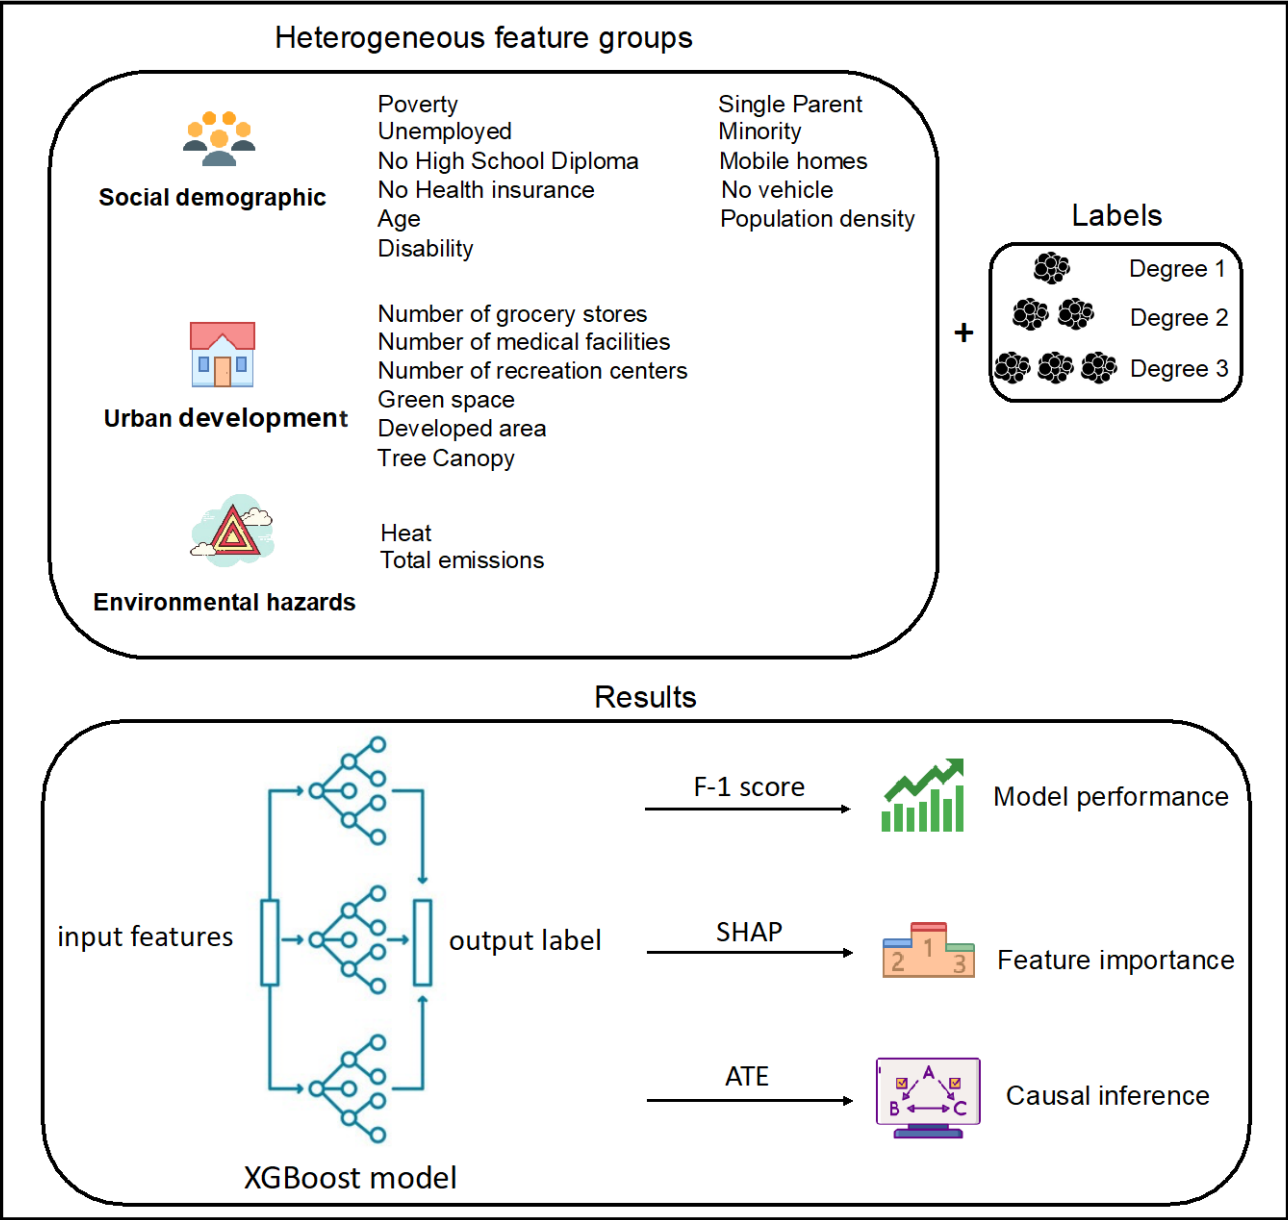 Heterogeneous feature groups
Social demographic
Poverty
Unemployed
No High School Diploma
No Health insurance
Age
Disability
Single Parent
Minority
Mobile homes
No vehicle
Population density
Urban development
Number of grocery stores
Number of medical facilities
Number of recreation centers
Green space
Developed area
Tree Canopy
Environmental hazards
Heat
Total emissions
+
Labels
Degree 1
Degree 2
Degree 3
Results
input features
output label
XGBoost model
F-1 score
Model performance
SHAP
2
1
3
Feature importance
ATE
A
B
C
Causal inference